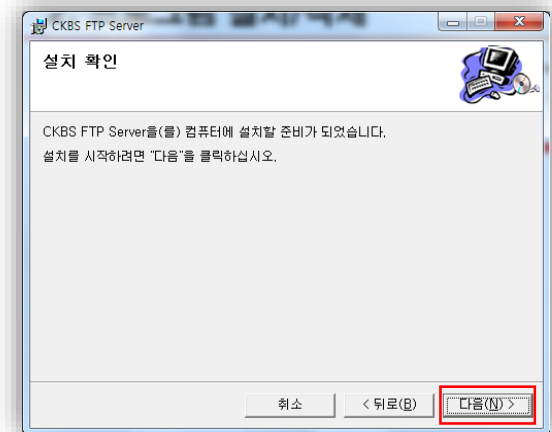 CKBS FTP Server
설치 확인
CKBS FTP Server을(를) 컴퓨터에 설치할 준비가 되었습니다.
설치를 시작하려면 "다음"을 클릭하십시오.
취소
< 뒤로(B)
다음(N) >